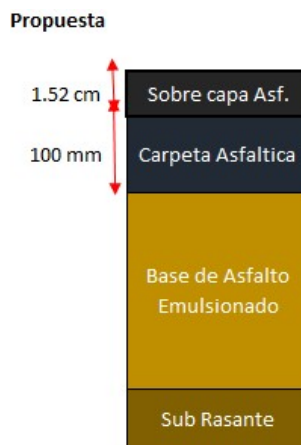 Propuesta
1.52 cm
Sobre capa Asf.
100 mm
Carpeta Asfaltica
Base de Asfalto
Emulsionado
Sub Rasante